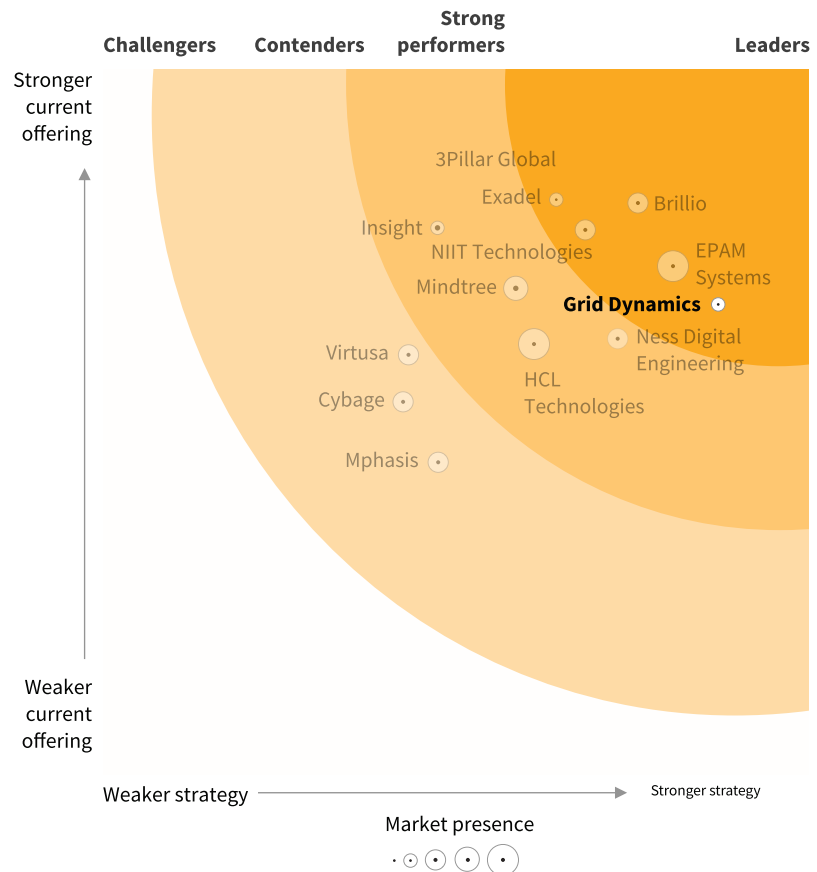 Challengers
Contenders
Strong
performers
Leaders
Stronger
current
offering
3Pillar Global
Exadel
Brillio
Insight
NIIT Technologies
EPAM
Systems
Mindtree
Grid Dynamics
Ness Digital
Engineering
Virtusa
HCL
Technologies
Cybage
Mphasis
Weaker
current
offering
Weaker strategy
Stronger strategy
Market presence